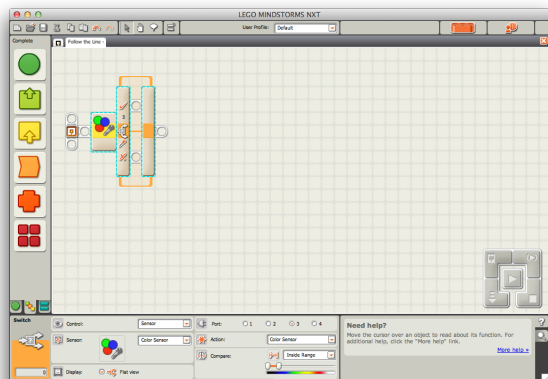 LEGO MINDSTORMS NXT
User Profile: Default
Complete
Follow the Line
3
Switch
0
Control: Sensor
Sensor: Color Sensor
Display: Flat view
Port: 1 2 3 4
Action: Color Sensor
Compare: Inside Range
Need help?
Move the cursor over an object to read about its function. For
additional help, click the "More help" link.
More help »
?